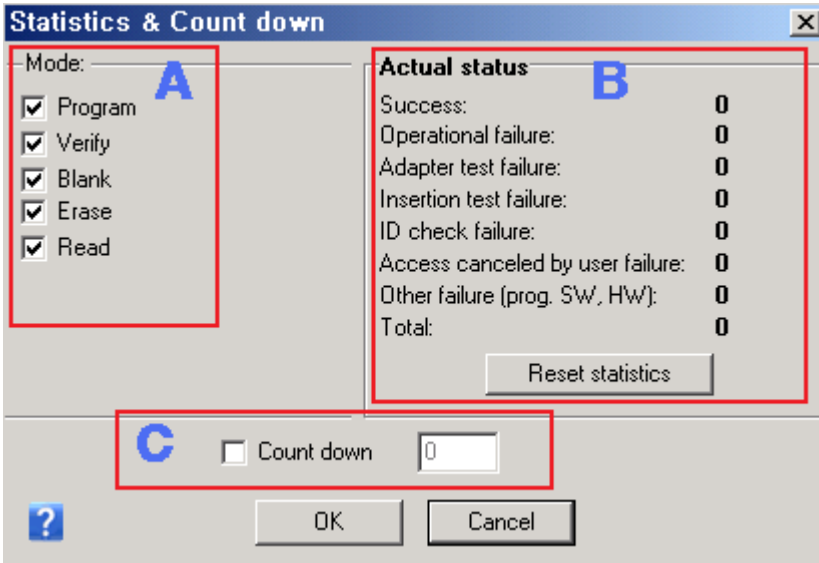 Statistics & Count down
Mode:
A
Program
Verify
Blank
Erase
Read
Actual status
B
Success: 0
Operational failure: 0
Adapter test failure: 0
Insertion test failure: 0
ID check failure: 0
Access canceled by user failure: 0
Other failure (prog. SW, HW): 0
Total: 0
Reset statistics
C
Count down 0
?
OK Cancel